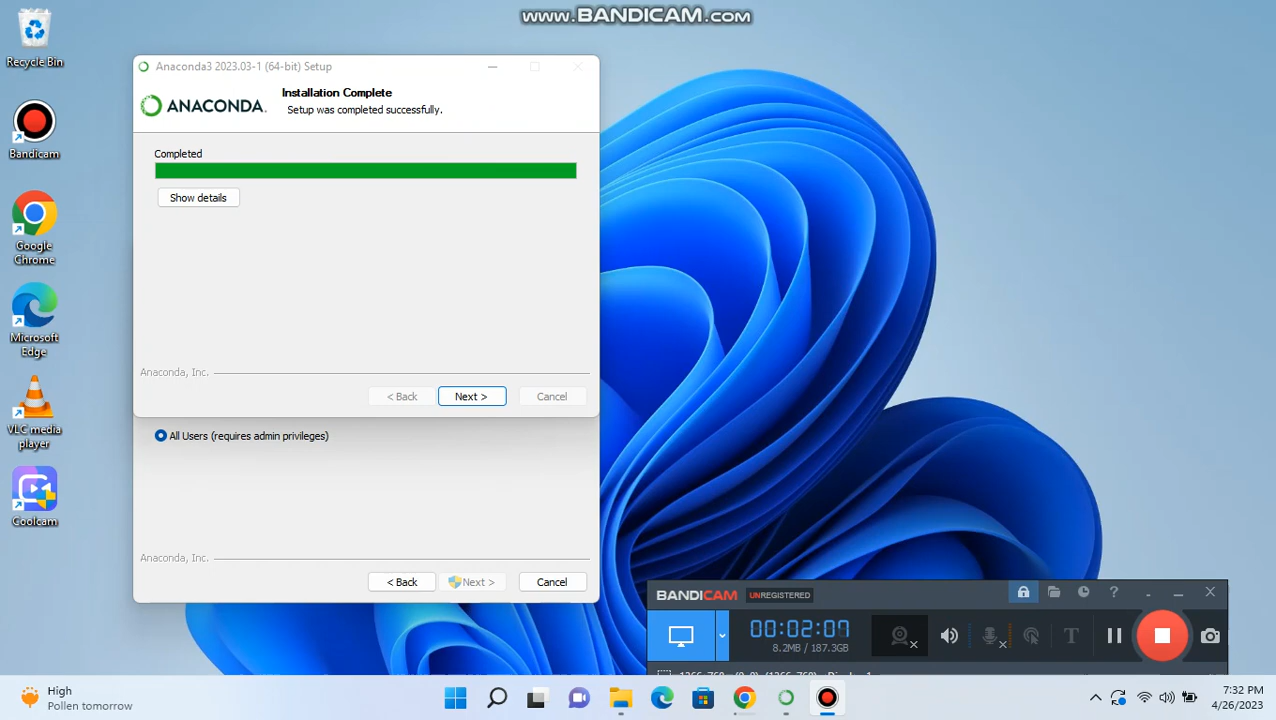 www.BANDICAM.com
Recycle Bin
Bandicam
Google
Chrome
Microsoft
Edge
VLC media
player
Coolcam
Anaconda3 2023.03-1 (64-bit) Setup
ANACONDA.
Installation Complete
Setup was completed successfully.
Completed
Show details
Anaconda, Inc.
< Back
Next >
Cancel
All Users (requires admin privileges)
Anaconda, Inc.
< Back
Next >
Cancel
BANDICAM
UNREGISTERED
00:02:07
8.2MB / 187.3GB
High
Pollen tomorrow
7:32 PM
4/26/2023